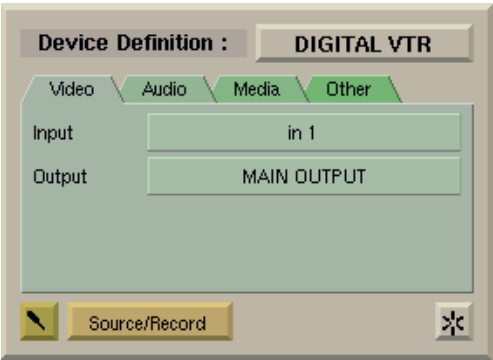 Device Definition : DIGITAL VTR
Video Audio Media Other
Input in 1
Output MAIN OUTPUT
Source/Record